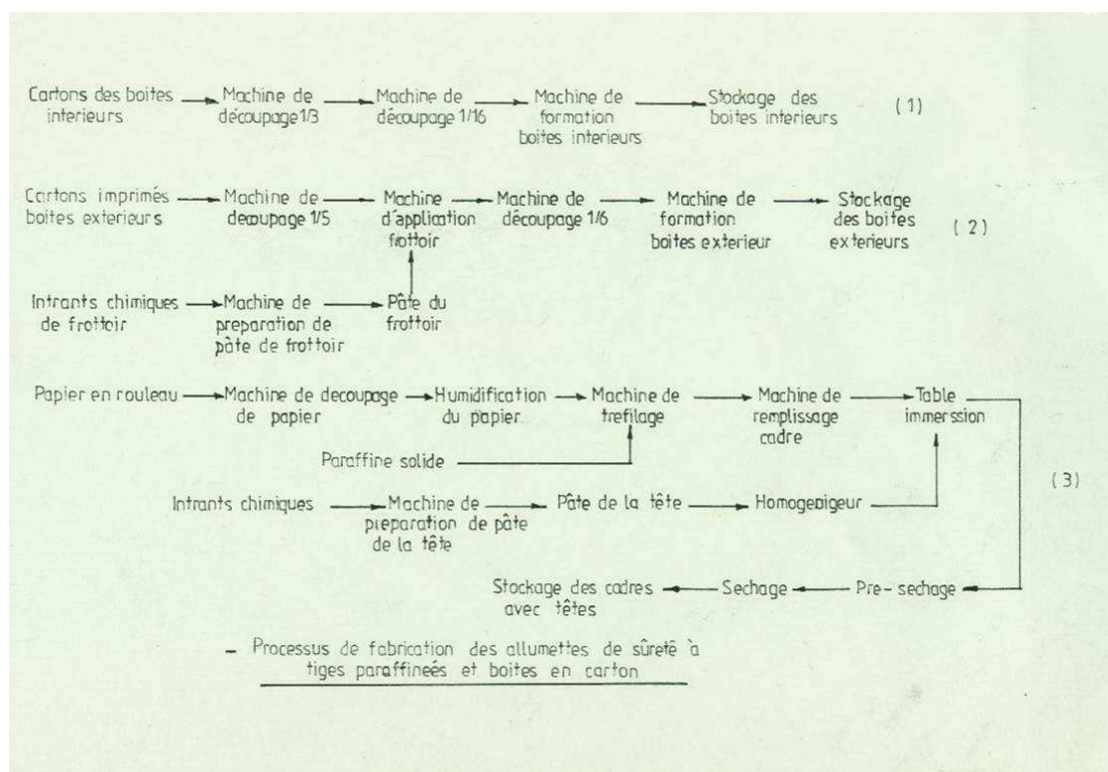 Cartons des boites interieurs
Machine de découpage 1/3
Machine de découpage 1/16
Machine de formation boites interieurs
Stockage des boites interieurs
(1)
Cartons imprimés boites exterieurs
Machine de decoupage 1/5
Machine d'application frottoir
Machine de découpage 1/6
Machine de formation boites exterieur
Stockage des boites exterieurs
(2)
Intrants chimiques de frottoir
Machine de preparation de pâte de frottoir
Pâte du frottoir
Papier en rouleau
Machine de decoupage de papier
Humidification du papier
Machine de trefilage
Machine de remplissage cadre
Table immerssion
Paraffine solide
(3)
Intrants chimiques
Machine de preparation de pâte de la tête
Pâte de la tête
Homogenigeur
Stockage des cadres avec têtes
Sechage
Pre-sechage
- Processus de fabrication des allumettes de sûreté à
tiges paraffineés et boites en carton